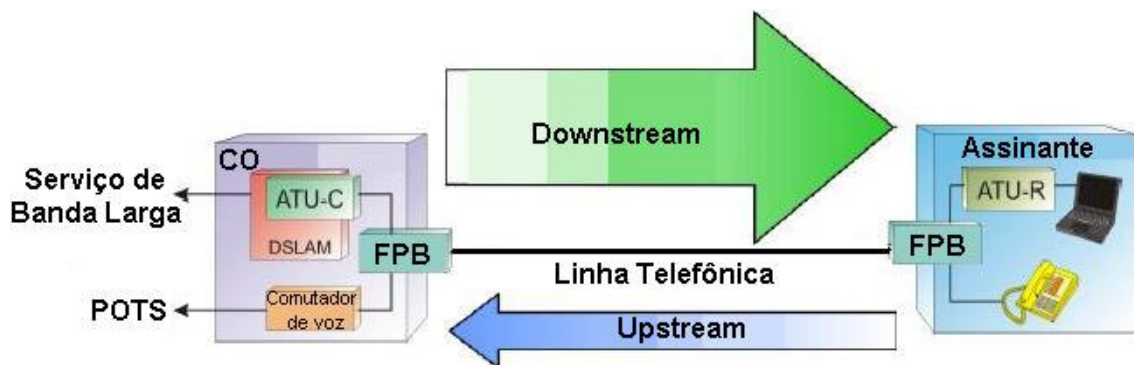 Downstream
CO
Assinante
Serviço de
Banda Larga
ATU-C
ATU-R
DSLAM
FPB
FPB
Linha Telefônica
POTS
Comutador
de voz
Upstream